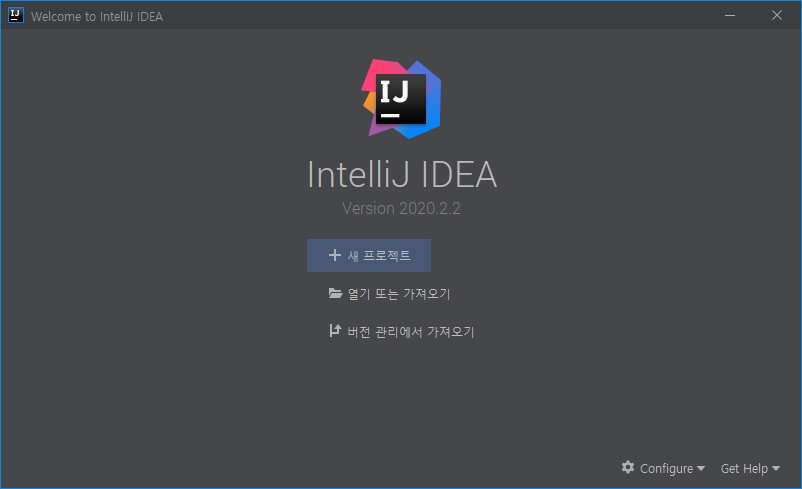 IJ
Welcome to IntelliJ IDEA
IJ
IntelliJ IDEA
Version 2020.2.2
새 프로젝트
열기 또는 가져오기
버전 관리에서 가져오기
Configure
Get Help